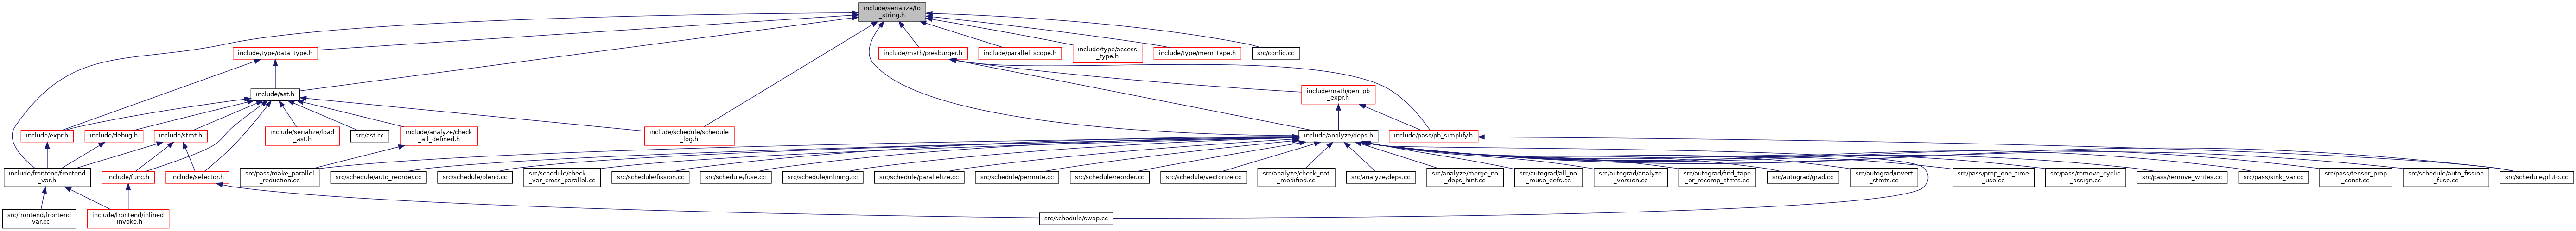 include/serialize/to
_string.h
include/type/data_type.h
include/math/presburger.h
include/parallel_scope.h
include/type/access
_type.h
include/type/mem_type.h
src/config.cc
include/ast.h
include/math/gen_pb
_expr.h
include/expr.h
include/debug.h
include/stmt.h
include/serialize/load
_ast.h
src/ast.cc
include/analyze/check
_all_defined.h
include/schedule/schedule
_log.h
include/analyze/deps.h
include/pass/pb_simplify.h
include/frontend/frontend
_var.h
include/func.h
include/selector.h
src/pass/make_parallel
_reduction.cc
src/schedule/auto_reorder.cc
src/schedule/blend.cc
src/schedule/check
_var_cross_parallel.cc
src/schedule/fission.cc
src/schedule/fuse.cc
src/schedule/inlining.cc
src/schedule/parallelize.cc
src/schedule/permute.cc
src/schedule/reorder.cc
src/schedule/vectorize.cc
src/analyze/check_not
_modified.cc
src/analyze/deps.cc
src/analyze/merge_no
_deps_hint.cc
src/autograd/all_no
_reuse_defs.cc
src/autograd/analyze
_version.cc
src/autograd/find_tape
_or_recomp_stmts.cc
src/autograd/grad.cc
src/autograd/invert
_stmts.cc
src/pass/prop_one_time
_use.cc
src/pass/remove_cyclic
_assign.cc
src/pass/remove_writes.cc
src/pass/sink_var.cc
src/pass/tensor_prop
_const.cc
src/schedule/auto_fission
_fuse.cc
src/schedule/pluto.cc
src/frontend/frontend
_var.cc
include/frontend/inlined
_invoke.h
src/schedule/swap.cc